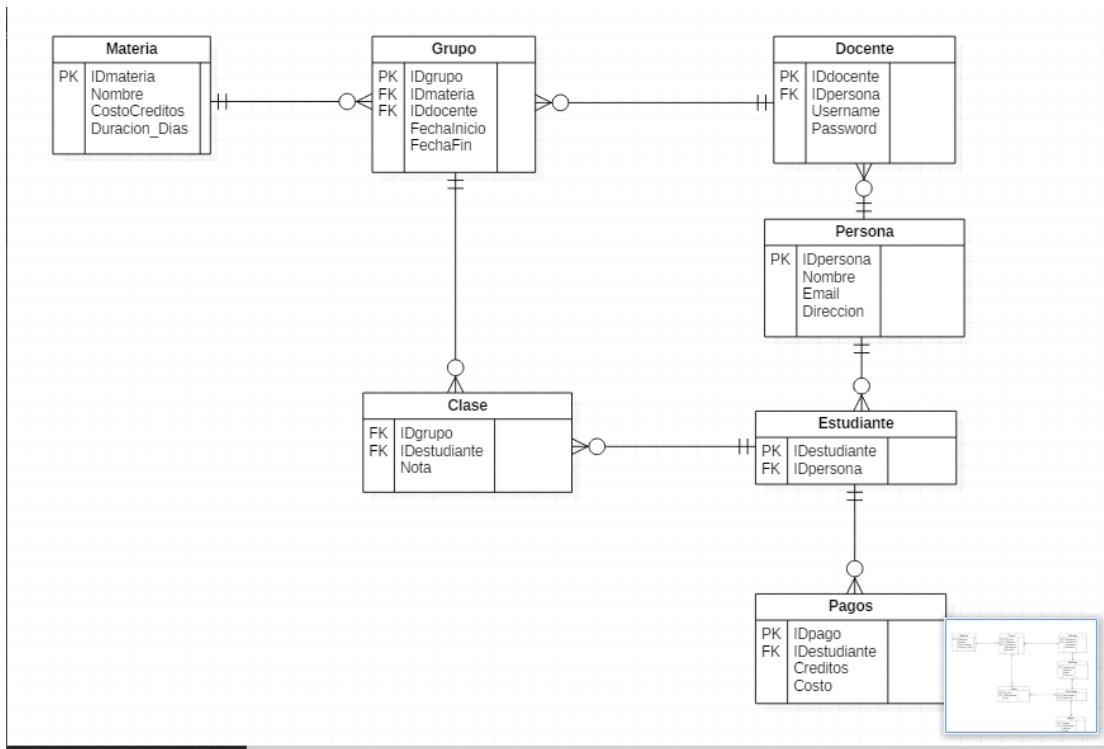 Materia
PK IDmateria
Nombre
CostoCreditos
Duracion_Dias
Grupo
PK IDgrupo
FK IDmateria
FK IDdocente
FechaInicio
FechaFin
Docente
PK IDdocente
FK IDpersona
Username
Password
Persona
PK IDpersona
Nombre
Email
Direccion
Clase
FK IDgrupo
FK IDestudiante
Nota
Estudiante
PK IDestudiante
FK IDpersona
Pagos
PK IDpago
FK IDestudiante
Creditos
Costo